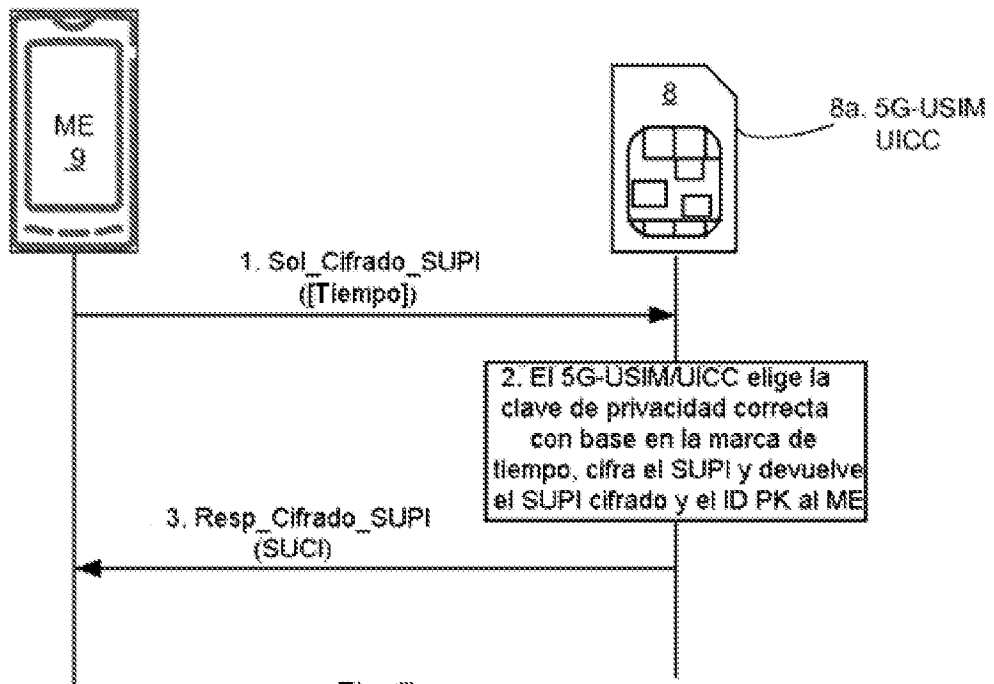 ME
9
8
8a. 5G-USIM
UICC
1. Sol_Cifrado_SUPI
([Tiempo])
2. El 5G-USIM/UICC elige la
clave de privacidad correcta
con base en la marca de
tiempo, cifra el SUPI y devuelve
el SUPI cifrado y el ID PK al ME
3. Resp_Cifrado_SUPI
(SUCI)